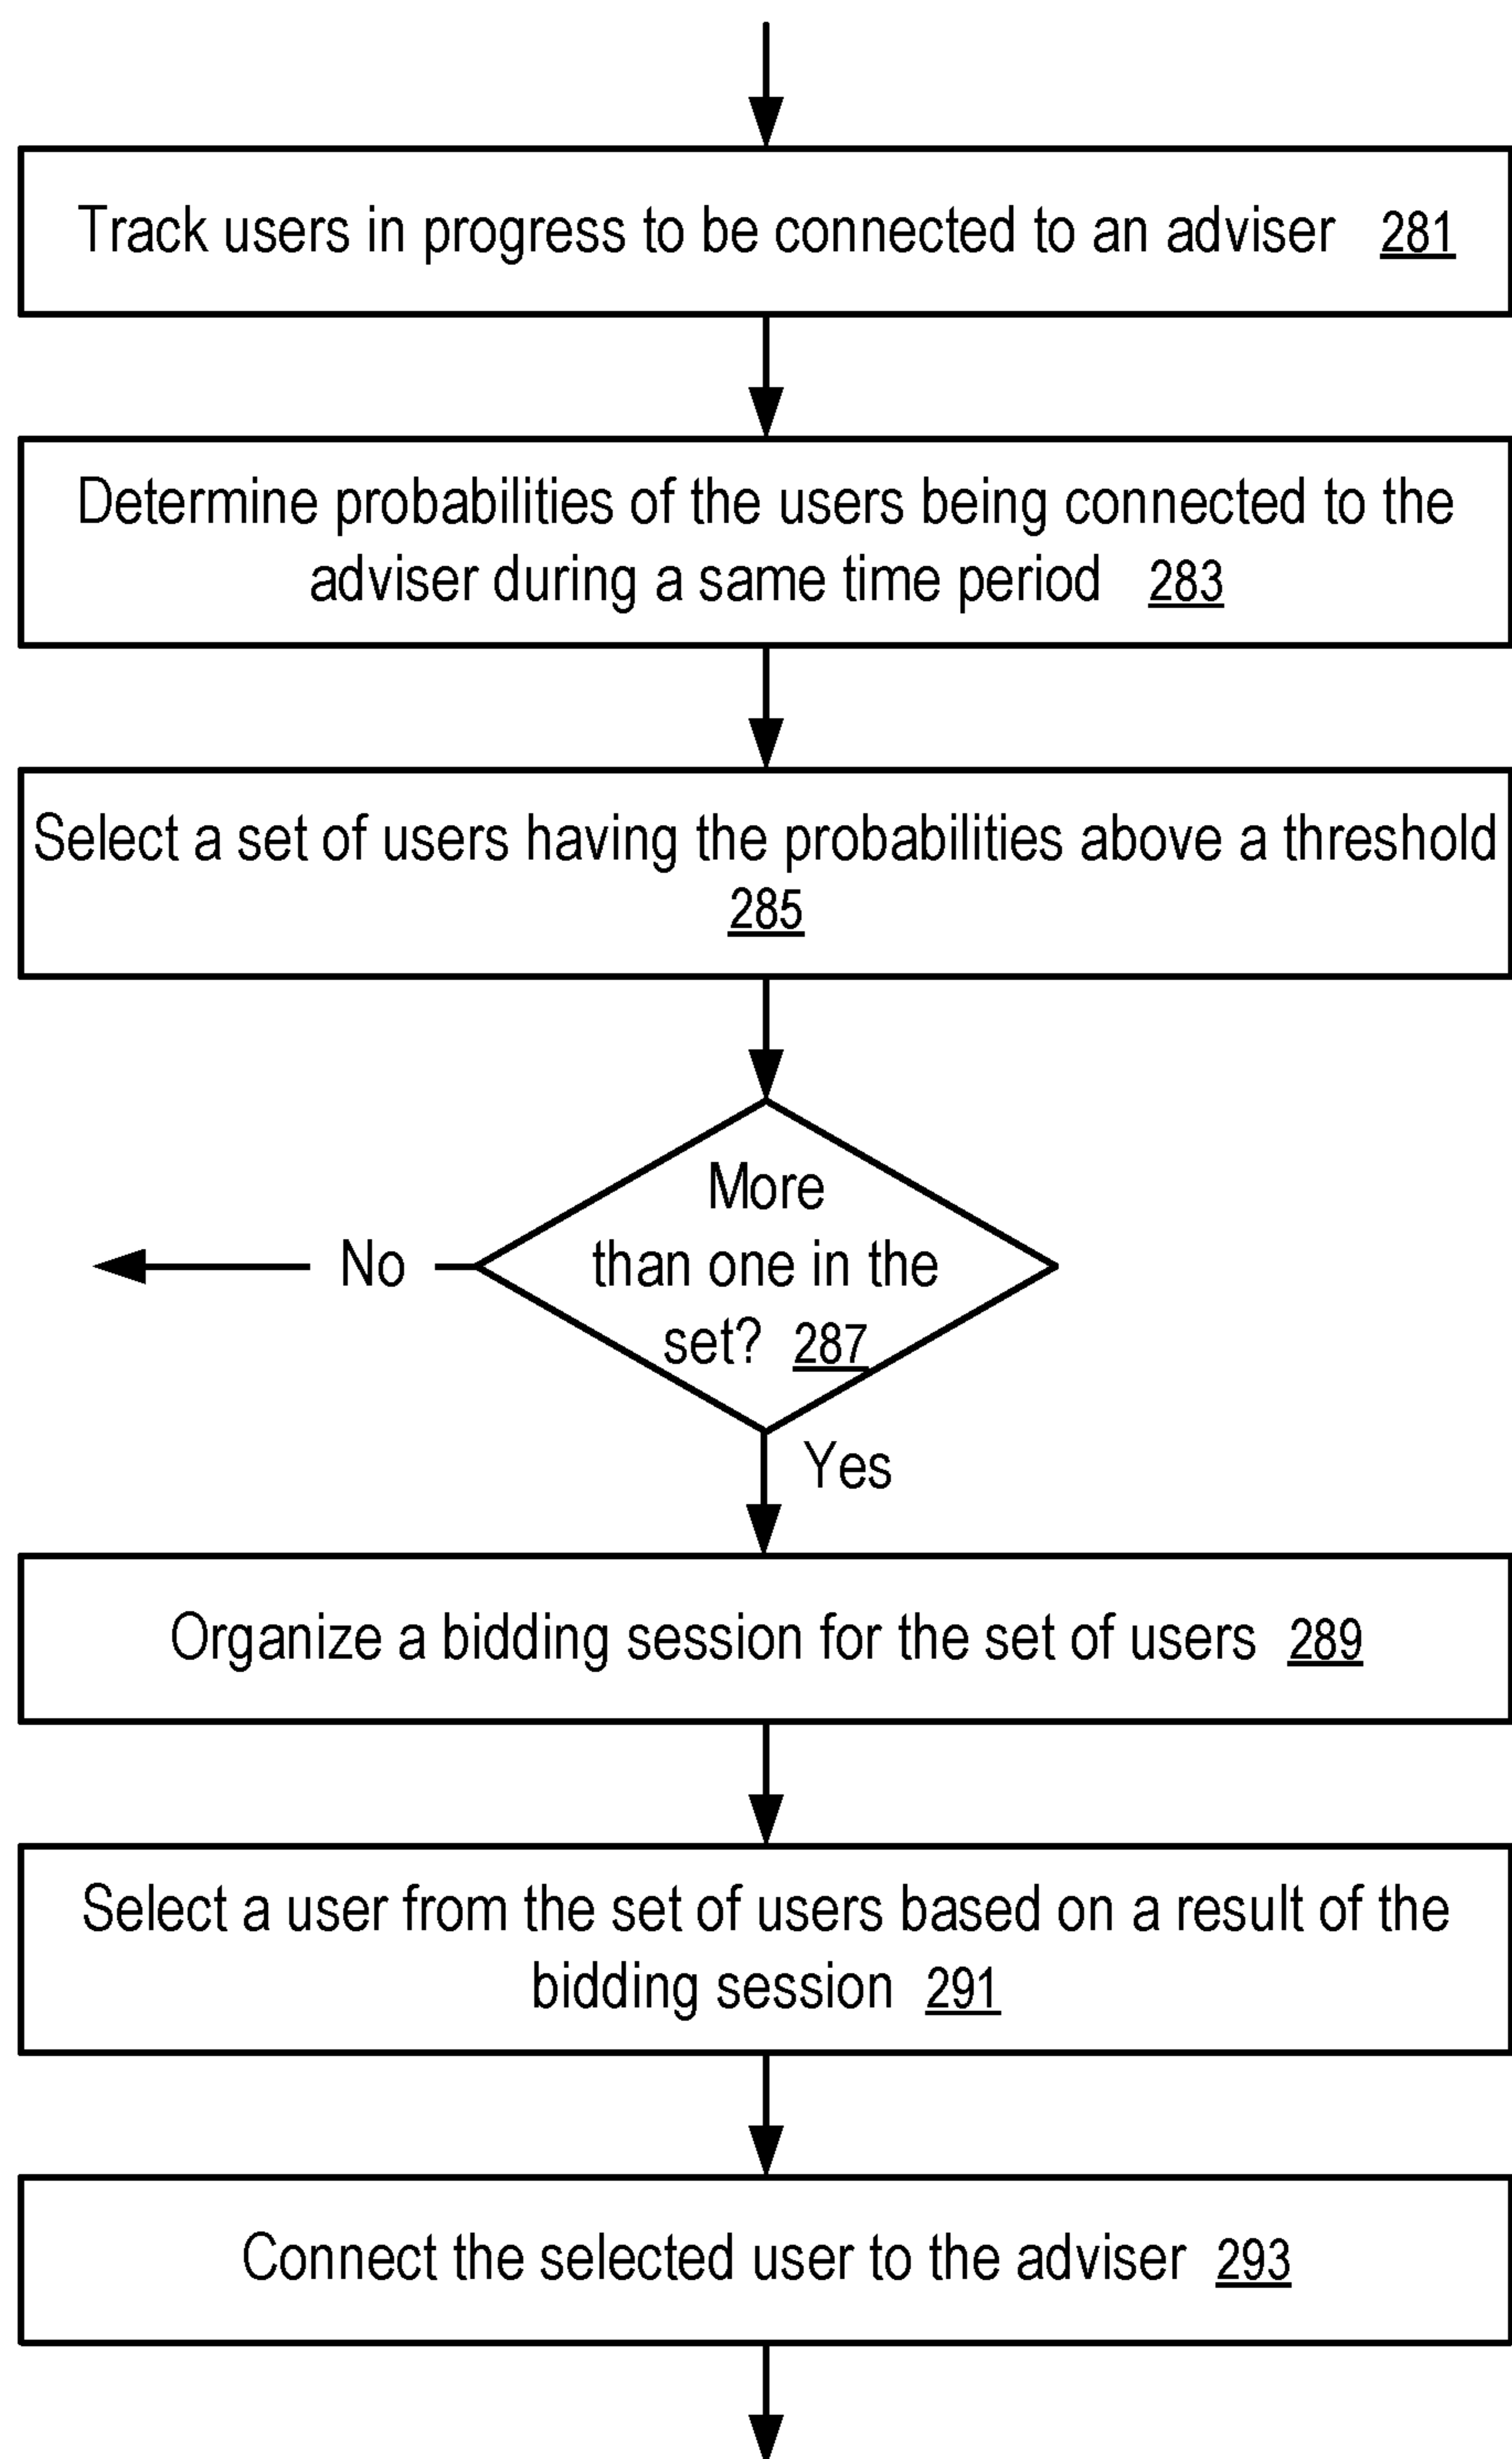 Track users in progress to be connected to an adviser 281
Determine probabilities of the users being connected to the
adviser during a same time period 283
Select a set of users having the probabilities above a threshold
285
More
than one in the
set? 287
No
Yes
Organize a bidding session for the set of users 289
Select a user from the set of users based on a result of the
bidding session 291
Connect the selected user to the adviser 293